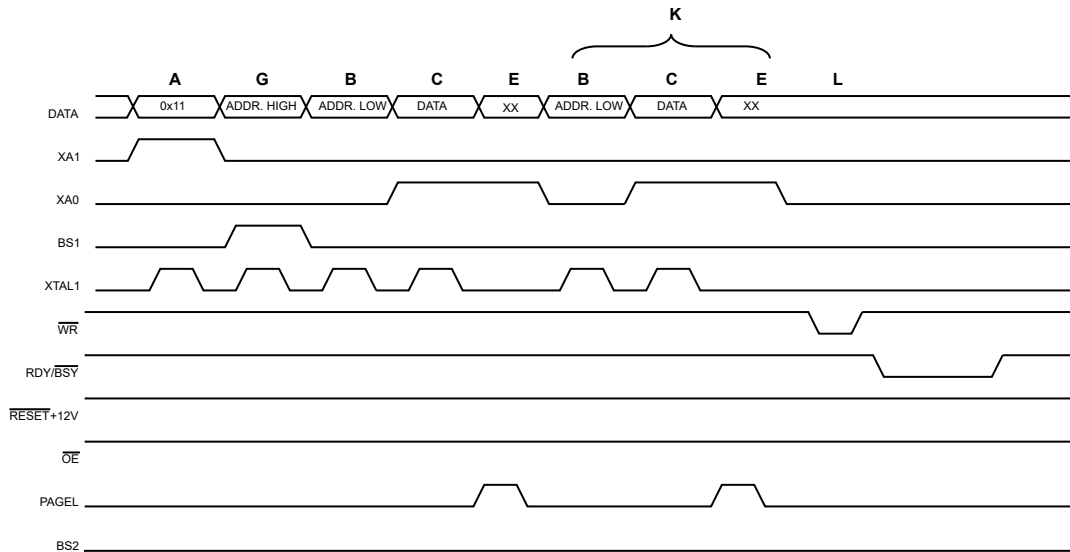 K
A G B C E B C E L
DATA 0x11 ADDR. HIGH ADDR. LOW DATA XX ADDR. LOW DATA XX
XA1
XA0
BS1
XTAL1
WR
RDY/BSY
RESET+12V
OE
PAGEL
BS2